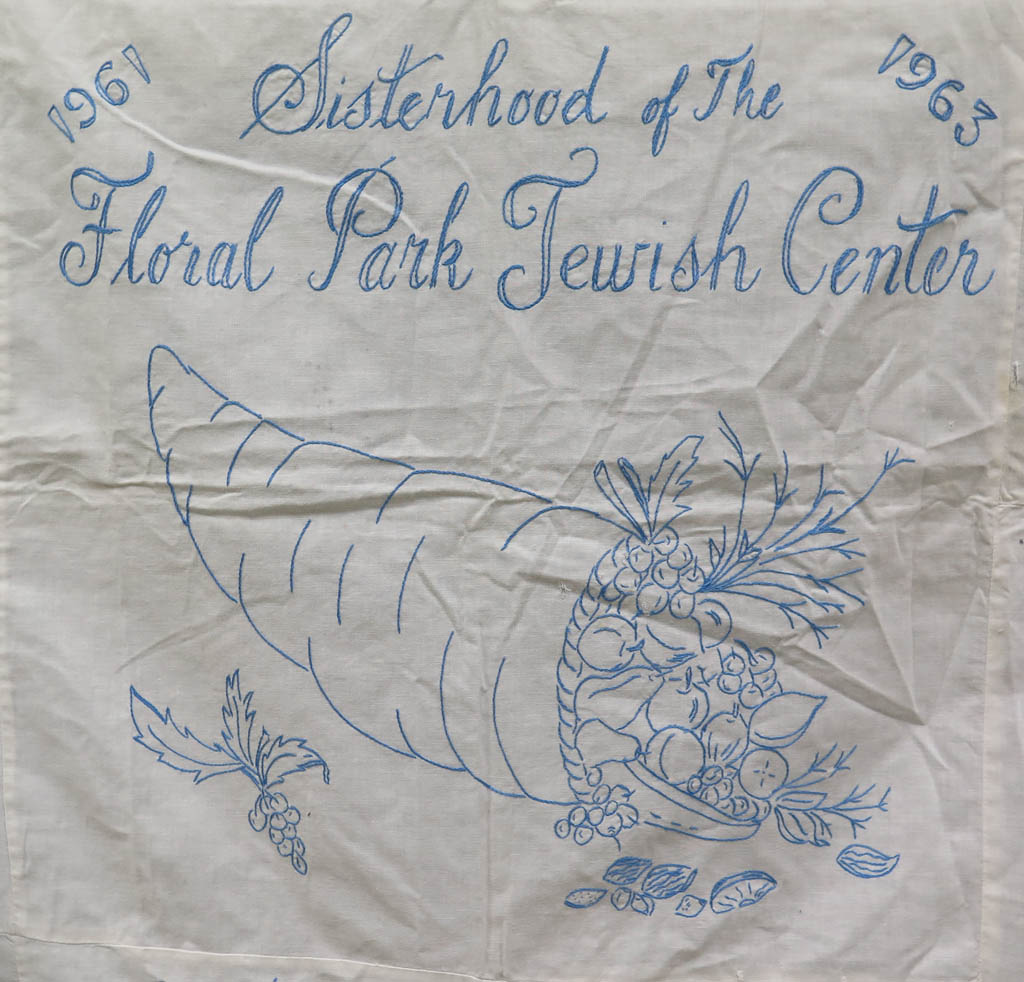 1961 Sisterhood of The 1963
Floral Park Jewish Center